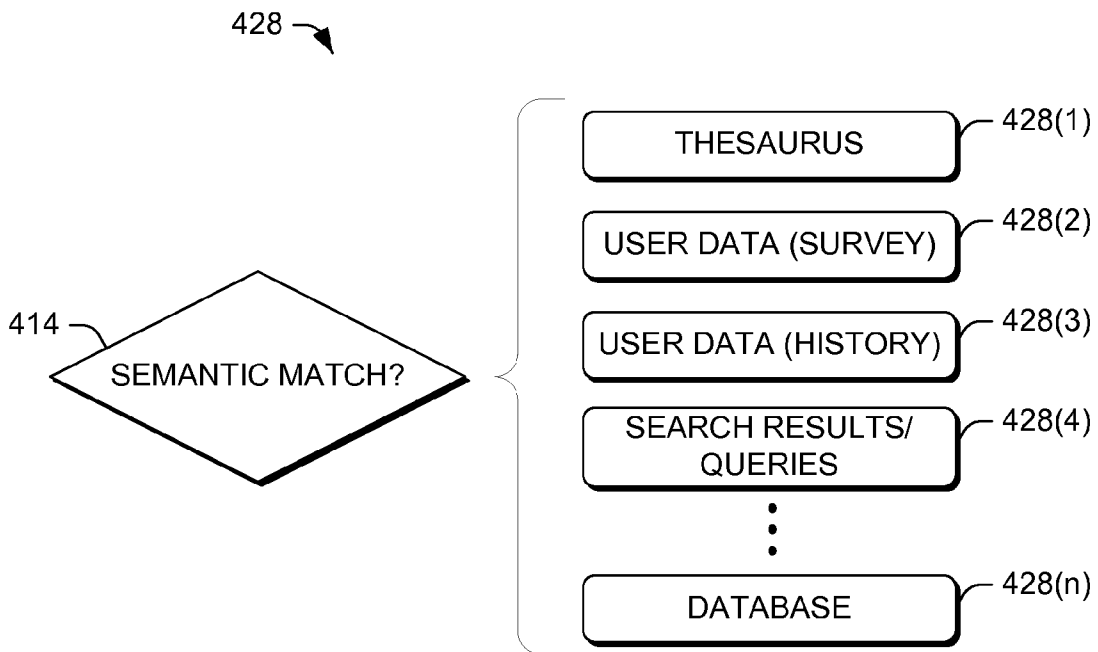 428
THESAURUS
428(1)
USER DATA (SURVEY)
428(2)
414
SEMANTIC MATCH?
USER DATA (HISTORY)
428(3)
SEARCH RESULTS/
QUERIES
428(4)
DATABASE
428(n)